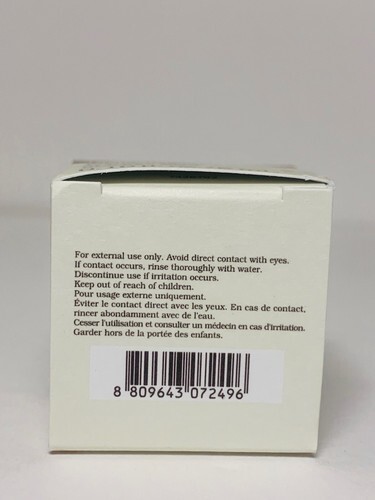 For external use only. Avoid direct contact with eyes.
If contact occurs, rinse thoroughly with water.
Discontinue use if irritation occurs.
Keep out of reach of children.
Pour usage externe uniquement.
Éviter le contact direct avec les yeux. En cas de contact,
rincer abondamment avec de l'eau.
Cesser l'utilisation et consulter un médecin en cas d'irritation.
Garder hors de la portée des enfants.
8 809643 072496